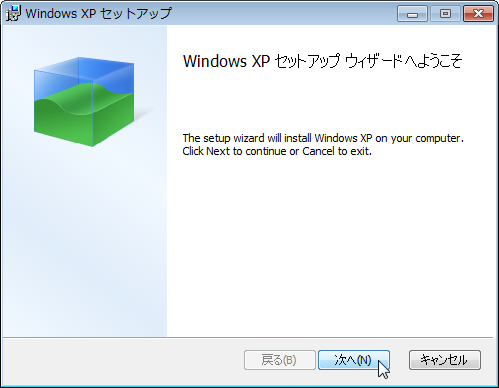 Windows XP セットアップ
Windows XP セットアップ ウィザードへようこそ
The setup wizard will install Windows XP on your computer.
Click Next to continue or Cancel to exit.
戻る(B)
次へ(N)
キャンセル